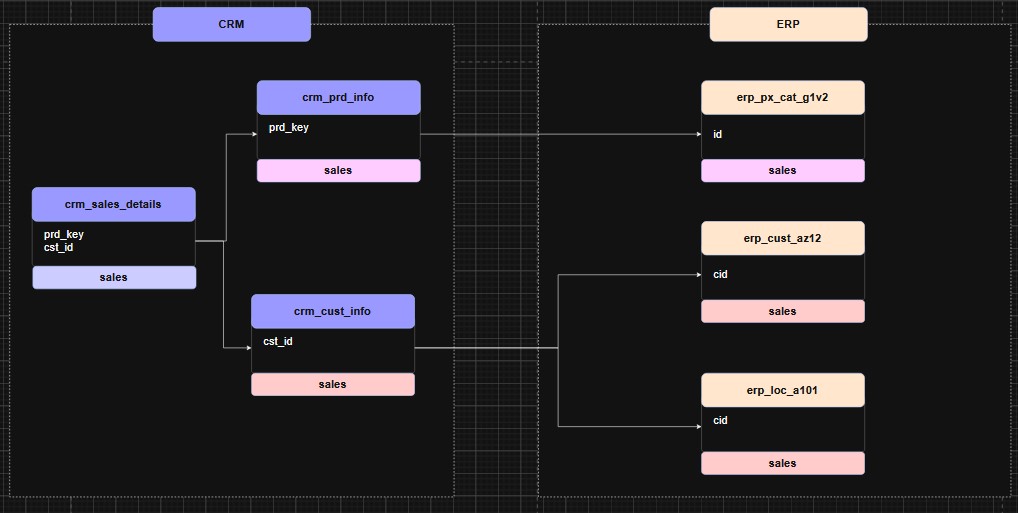 CRM
ERP
crm_prd_info
prd_key
sales
erp_px_cat_g1v2
id
sales
crm_sales_details
prd_key
cst_id
sales
erp_cust_az12
cid
sales
crm_cust_info
cst_id
sales
erp_loc_a101
cid
sales